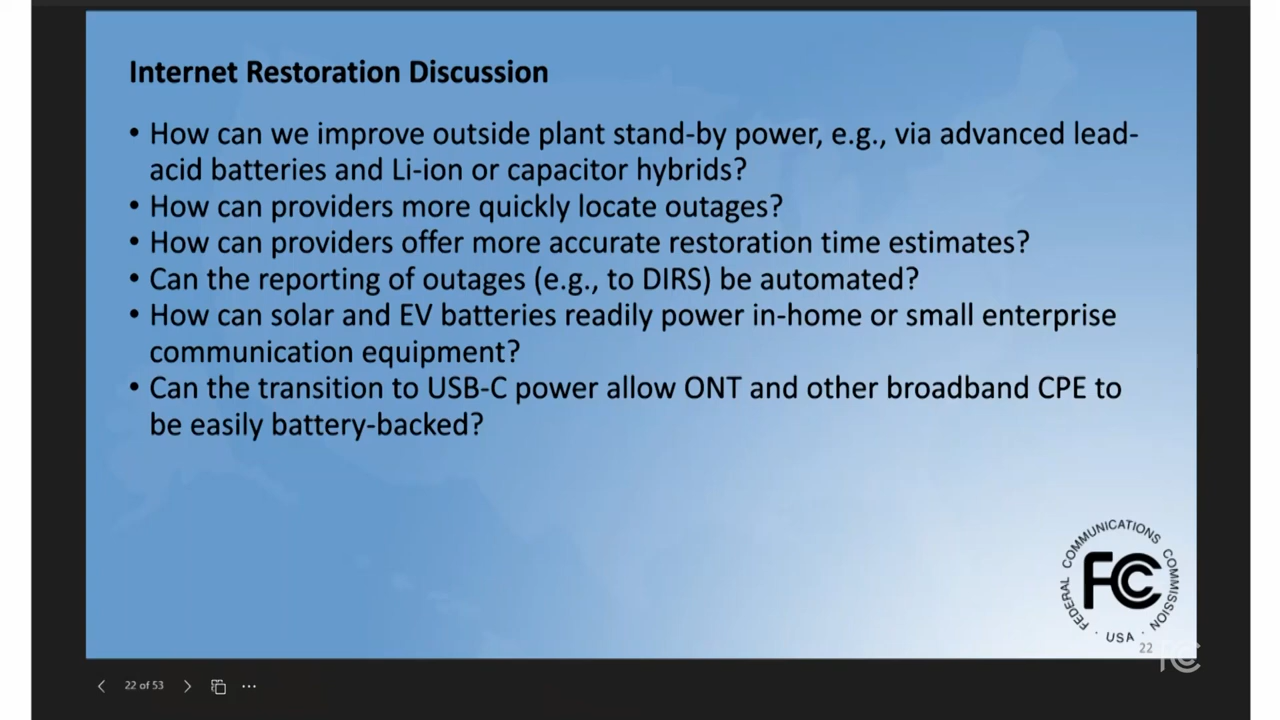 Internet Restoration Discussion
• How can we improve outside plant stand-by power, e.g., via advanced lead-
acid batteries and Li-ion or capacitor hybrids?
• How can providers more quickly locate outages?
• How can providers offer more accurate restoration time estimates?
• Can the reporting of outages (e.g., to DIRS) be automated?
• How can solar and EV batteries readily power in-home or small enterprise
communication equipment?
• Can the transition to USB-C power allow ONT and other broadband CPE to
be easily battery-backed?
FEDERAL COMMUNICATIONS COMMISSION
FCC
· USA ·
22
FCC
22 of 53